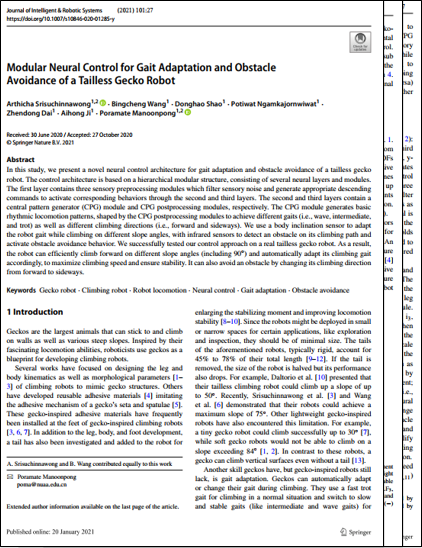 Journal of Intelligent & Robotic Systems (2021) 101:27
https://doi.org/10.1007/s10846-020-01285-y
Check for updates
Modular Neural Control for Gait Adaptation and Obstacle
Avoidance of a Tailless Gecko Robot
Arthicha Srisuchinnawong1,2 · Bingcheng Wang1 · Donghao Shao1 · Potiwat Ngamkajornwiwat1 ·
Zhendong Dai1 · Aihong Ji1 · Poramate Manoonpong1,2
Received: 30 June 2020 / Accepted: 27 October 2020
© Springer Nature B.V. 2021
Abstract
In this study, we present a novel neural control architecture for gait adaptation and obstacle avoidance of a tailless gecko
robot. The control architecture is based on a hierarchical modular structure, consisting of several neural layers and modules.
The first layer contains three sensory preprocessing modules which filter sensory noise and generate appropriate descending
commands to activate corresponding behaviors through the second and third layers. The second and third layers contain a
central pattern generator (CPG) module and CPG postprocessing modules, respectively. The CPG module generates basic
rhythmic locomotion patterns, shaped by the CPG postprocessing modules to achieve different gaits (i.e., wave, intermediate,
and trot) as well as different climbing directions (i.e., forward and sideways). We use a body inclination sensor to adapt
the robot gait while climbing on different slope angles, with infrared sensors to detect an obstacle on its climbing path and
activate obstacle avoidance behavior. We successfully tested our control approach on a real tailless gecko robot. As a result,
the robot can efficiently climb forward on different slope angles (including 90°) and automatically adapt its climbing gait
accordingly, to maximize climbing speed and ensure stability. It can also avoid an obstacle by changing its climbing direction
from forward to sideways.
Keywords Gecko robot · Climbing robot · Robot locomotion · Neural control · Gait adaptation · Obstacle avoidance
1 Introduction
Geckos are the largest animals that can stick to and climb
on walls as well as various steep slopes. Inspired by their
fascinating locomotion abilities, roboticists use geckos as a
blueprint for developing climbing robots.
Several works have focused on designing the leg and
body kinematics as well as morphological parameters [1–
3] of climbing robots to mimic gecko structures. Others
have developed reusable adhesive materials [4] imitating
the adhesive mechanisms of a gecko's seta and spatulae [5].
These gecko-inspired adhesive materials have frequently
been installed at the feet of gecko-inspired climbing robots
[3, 6, 7]. In addition to the leg, body, and foot development,
a tail has also been investigated and added to the robot for
A. Srisuchinnawong and B. Wang contributed equally to this work
Poramate Manoonpong
poma@nuaa.edu.cn
Extended author information available on the last page of the article.
enlarging the stabilizing moment and improving locomotion
stability [8–10]. Since the robots might be deployed in small
or narrow spaces for certain applications, like exploration
and inspection, they should be of minimal size. The tails
of the aforementioned robots, typically rigid, account for
45% to 78% of their total length [9–12]. If the tail is
removed, the size of the robot is halved but its performance
also drops. For example, Daltorio et al. [10] presented that
their tailless climbing robot could climb up a slope of up
to 50°. Recently, Srisuchinnawong et al. [3] and Wang
et al. [6] demonstrated that their robots could achieve a
maximum slope of 75°. Other lightweight gecko-inspired
robots have also encountered this limitation. For example,
a tiny gecko robot could climb successfully up to 30° [7],
while soft gecko robots would not be able to climb on a
slope exceeding 84° [1, 2]. In contrast to these robots, a
gecko can climb vertical surfaces even without a tail [13].
Another skill geckos have, but gecko-inspired robots still
lack, is gait adaptation. Geckos can automatically adapt
or change their gait during climbing. They use a fast trot
gait for climbing in a normal situation and switch to slow
and stable gaits (like intermediate and wave gaits) for
Published online: 20 January 2021
Springer